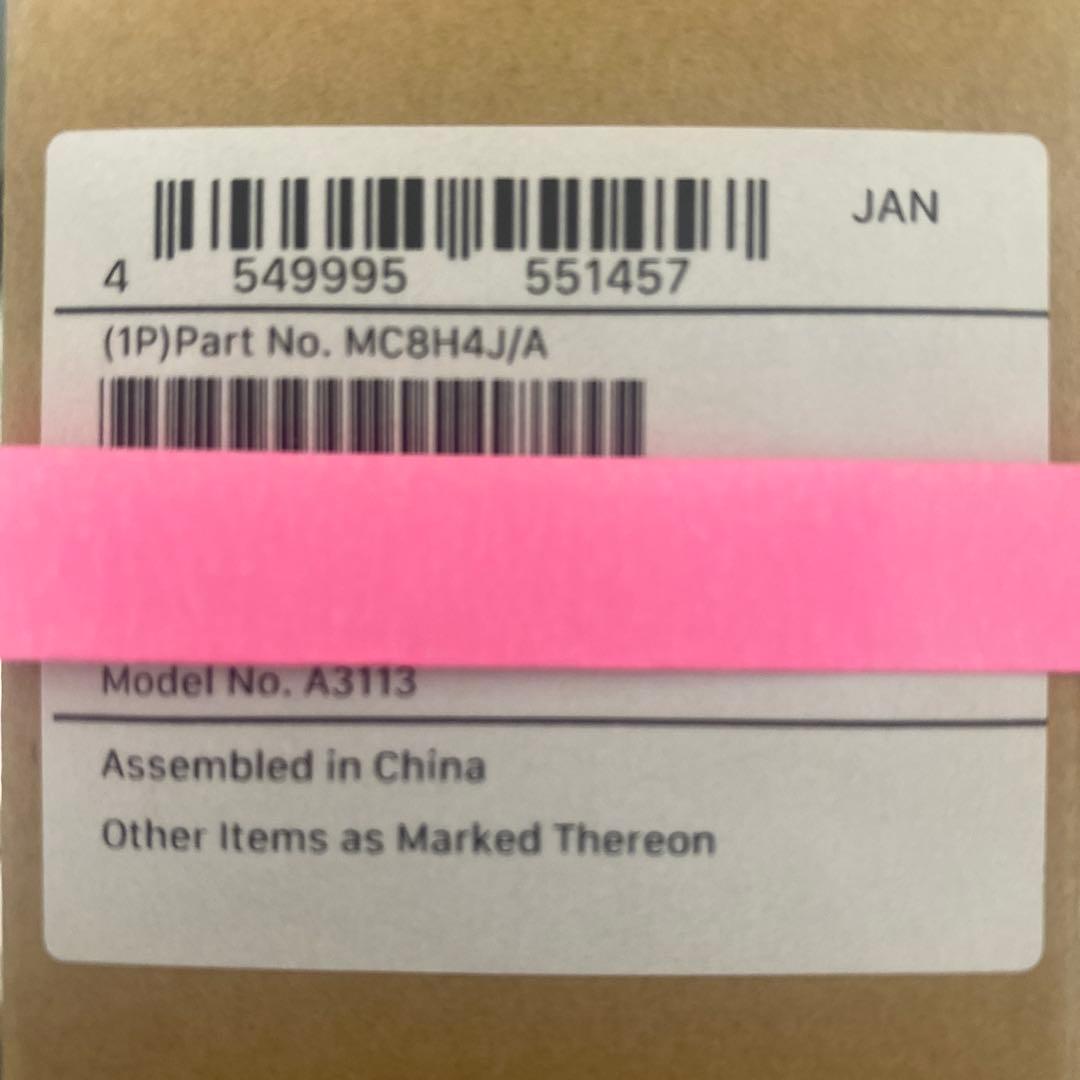 JAN
4 549995 551457
(1P)Part No. MC8H4J/A
Model No. A3113
Assembled in China
Other Items as Marked Thereon